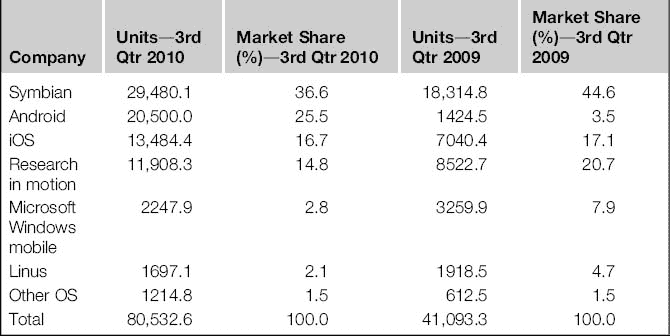 Company Units—3rd Qtr 2010 Market Share (%)—3rd Qtr 2010 Units—3rd Qtr 2009 Market Share (%)—3rd Qtr 2009
Symbian 29,480.1 36.6 18,314.8 44.6
Android 20,500.0 25.5 1424.5 3.5
iOS 13,484.4 16.7 7040.4 17.1
Research in motion 11,908.3 14.8 8522.7 20.7
Microsoft Windows mobile 2247.9 2.8 3259.9 7.9
Linus 1697.1 2.1 1918.5 4.7
Other OS 1214.8 1.5 612.5 1.5
Total 80,532.6 100.0 41,093.3 100.0